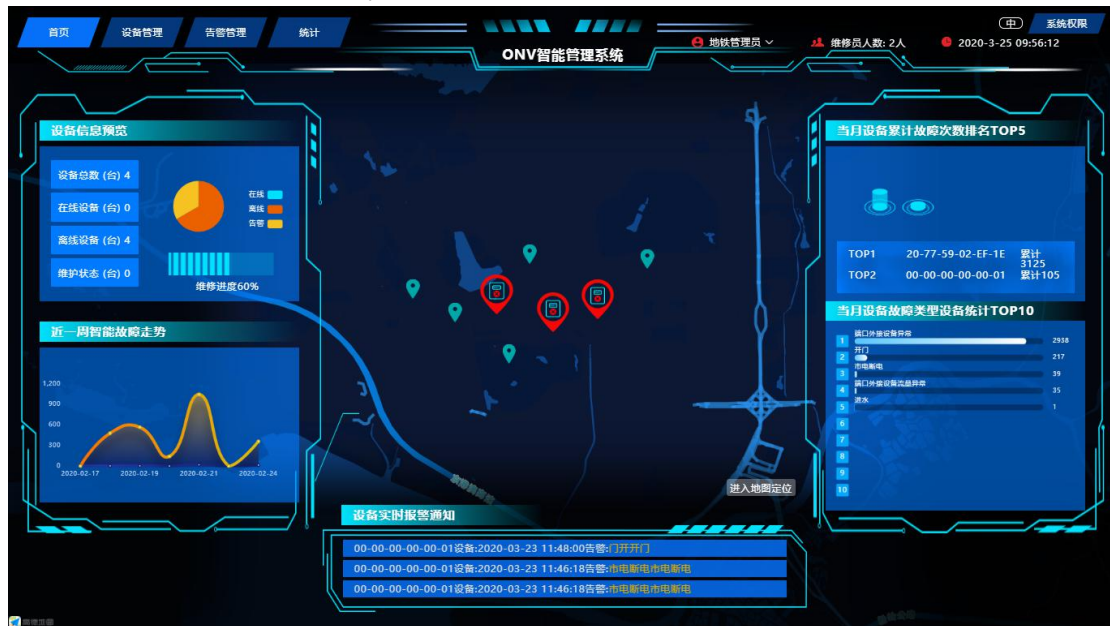 首页
设备管理
告警管理
统计
ONV智能管理系统
地铁管理员
维修员人数: 2人
2020-3-25 09:56:12
中
系统权限
设备信息预览
设备总数 (台) 4
在线设备 (台) 0
离线设备 (台) 4
维护状态 (台) 0
在线
离线
告警
维修进度60%
近一周智能故障走势
1,200
900
600
300
0
2020-02-17
2020-02-19
2020-02-21
2020-02-24
进入地图定位
当月设备累计故障次数排名TOP5
TOP1 20-77-59-02-EF-1E 累计
3125
TOP2 00-00-00-00-00-01 累计105
当月设备故障类型设备统计TOP10
端口外接设备异常
1 2938
开门
2 217
市电断电
3 39
端口外接设备流量异常
4 35
进水
5 1
6
7
8
9
10
设备实时报警通知
00-00-00-00-00-01设备:2020-03-23 11:48:00告警:门开开门
00-00-00-00-00-01设备:2020-03-23 11:46:18告警:市电断电市电断电
00-00-00-00-00-01设备:2020-03-23 11:46:18告警:市电断电市电断电
高德地图